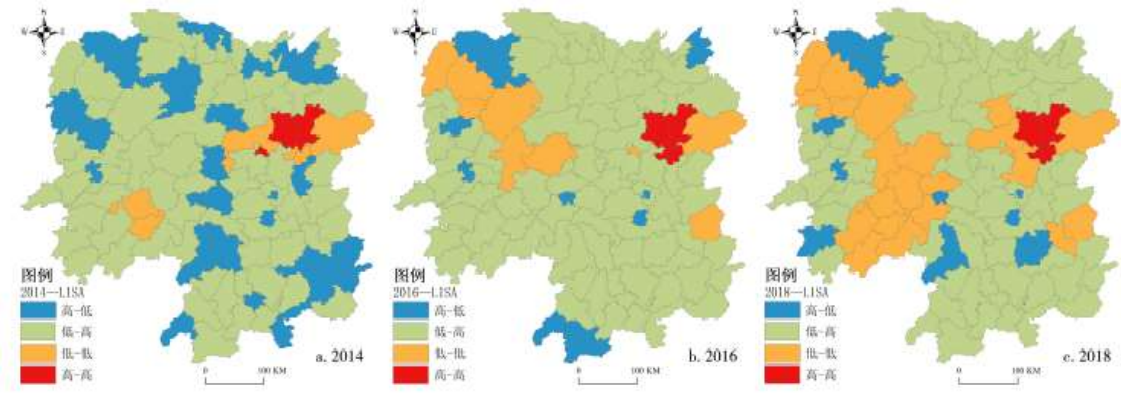 N
W E
S
图例
2014—LISA
高-低
低-高
低-低
高-高
a. 2014
0 100 KM
N
W E
S
图例
2016—LISA
高-低
低-高
低-低
高-高
b. 2016
0 100 KM
N
W E
S
图例
2018—LISA
高-低
低-高
低-低
高-高
c. 2018
0 100 KM